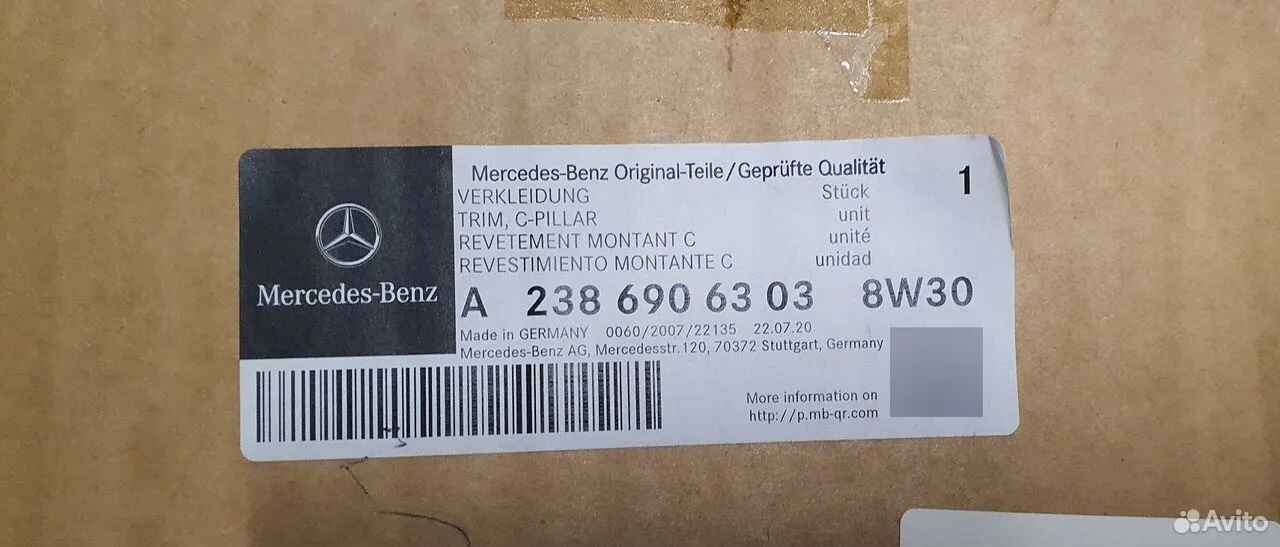 Mercedes-Benz
Mercedes-Benz Original-Teile/Geprüfte Qualität 1
VERKLEIDUNG Stück
TRIM, C-PILLAR unit
REVETEMENT MONTANT C unité
REVESTIMIENTO MONTANTE C unidad
A 238 690 63 03 8W30
Made in GERMANY 0060/2007/22135 22.07.20
Mercedes-Benz AG, Mercedesstr.120, 70372 Stuttgart, Germany
More information on
http://p.mb-qr.com
Avito